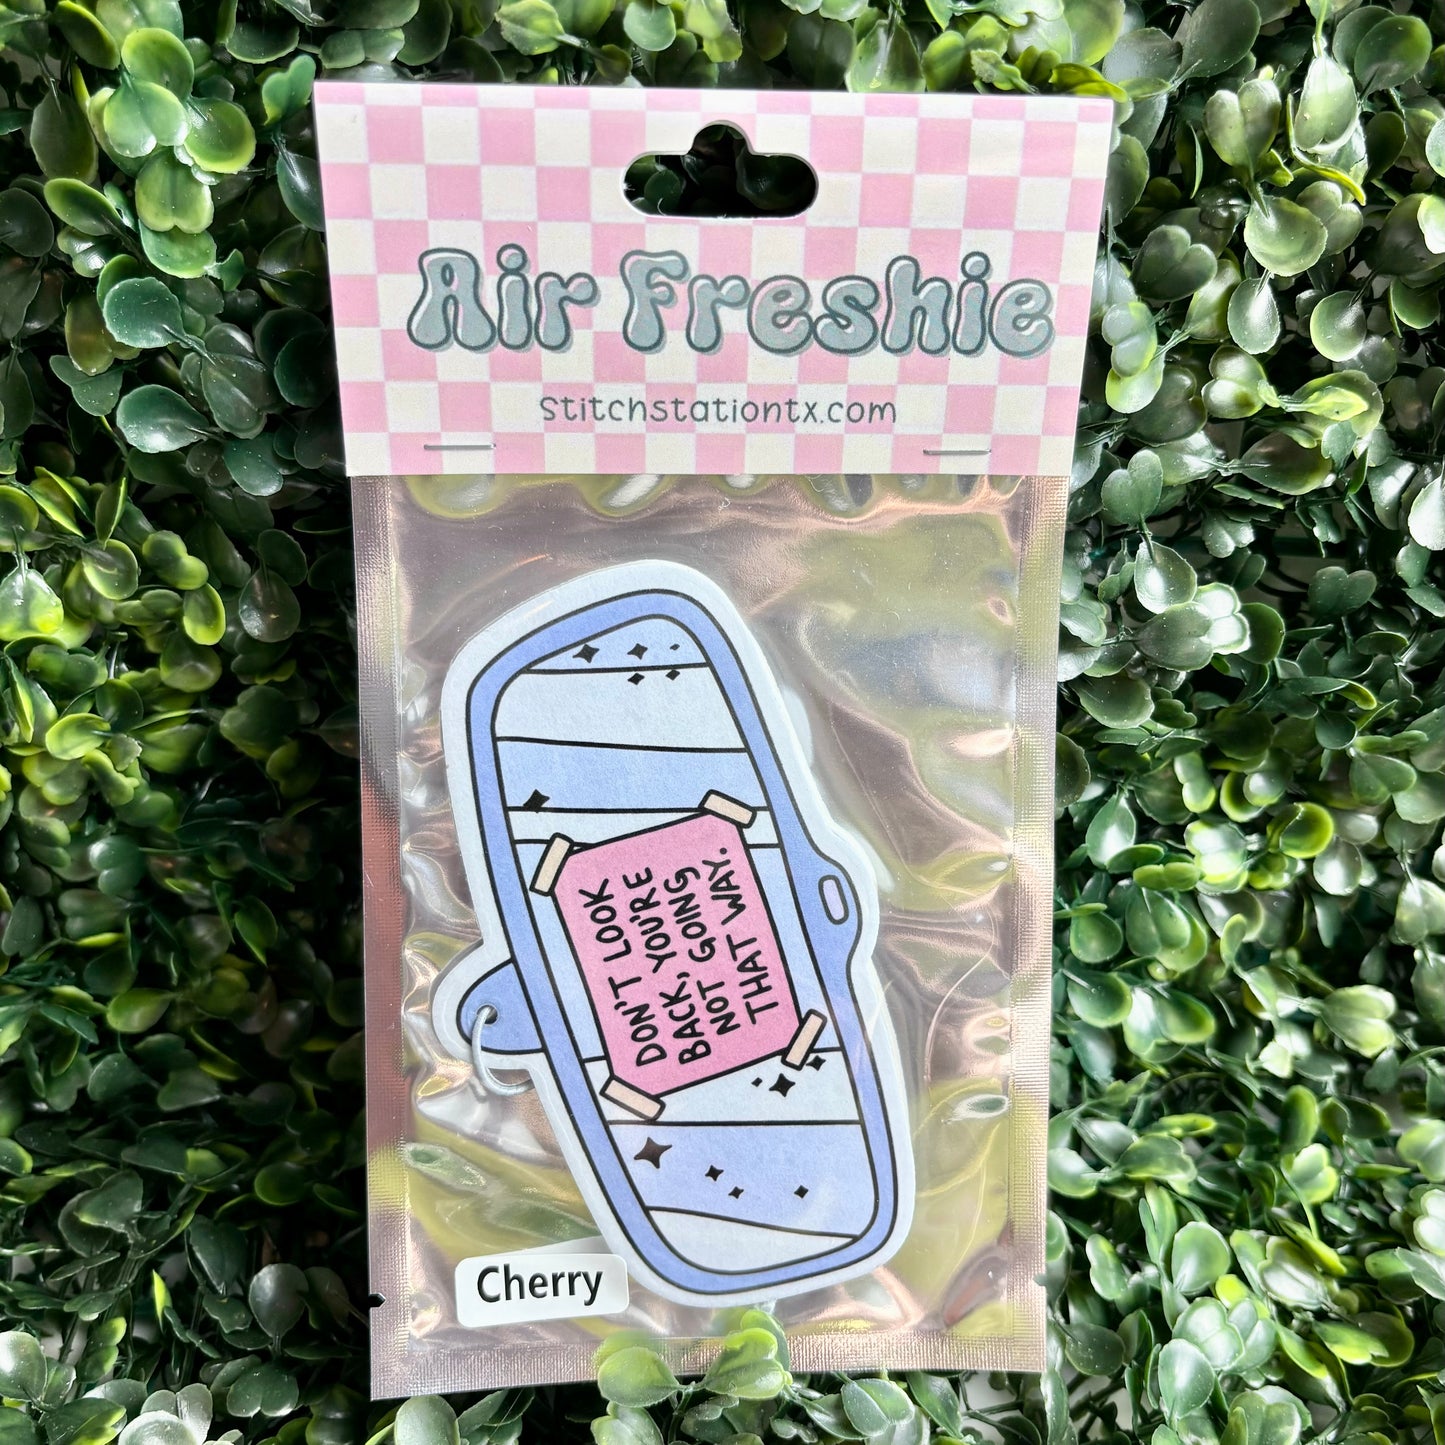 Air Freshie
stitchstationtx.com
DON'T LOOK
BACK, YOU'RE
NOT GOING
THAT WAY.
Cherry